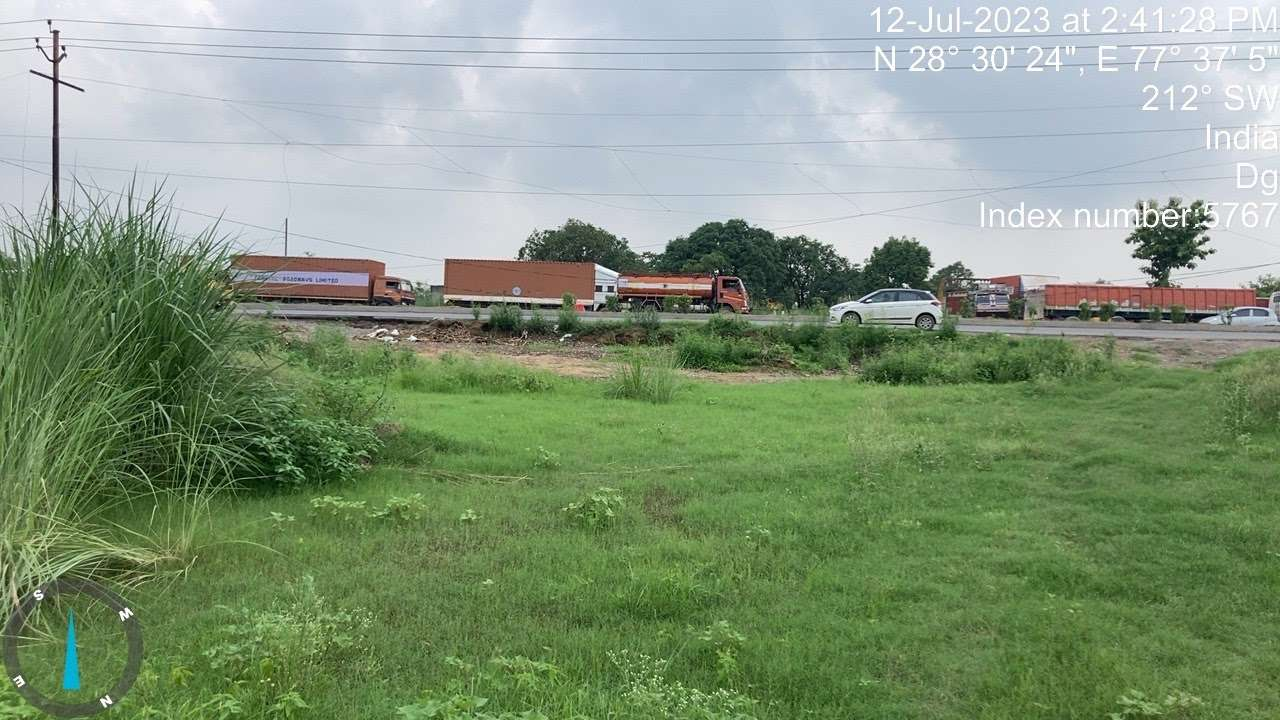 12-Jul-2023 at 2:41:28 PM
N 28° 30' 24", E 77° 37' 5"
212° SW
India
Dg
Index number:5767
ROADWAYS LIMITED
S
W
E
N